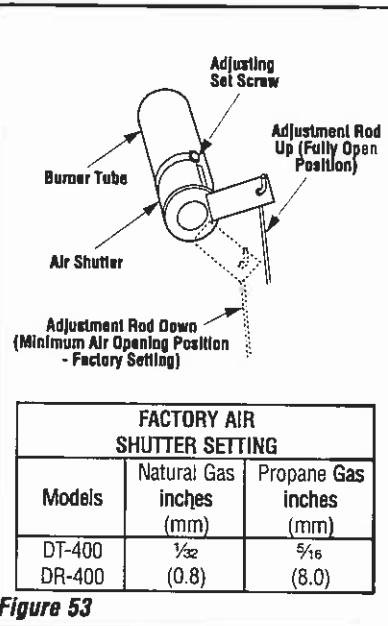 Adjusting
Set Screw
Adjustment Rod
Up (Fully Open
Position)
Burner Tube
Air Shutter
Adjustment Rod Down
(Minimum Air Opening Position
- Factory Setting)
FACTORY AIR
SHUTTER SETTING
Models
Natural Gas
inches
(mm)
Propane Gas
inches
(mm)
DT-400
DR-400
1/32
(0.8)
5/16
(8.0)
Figure 53